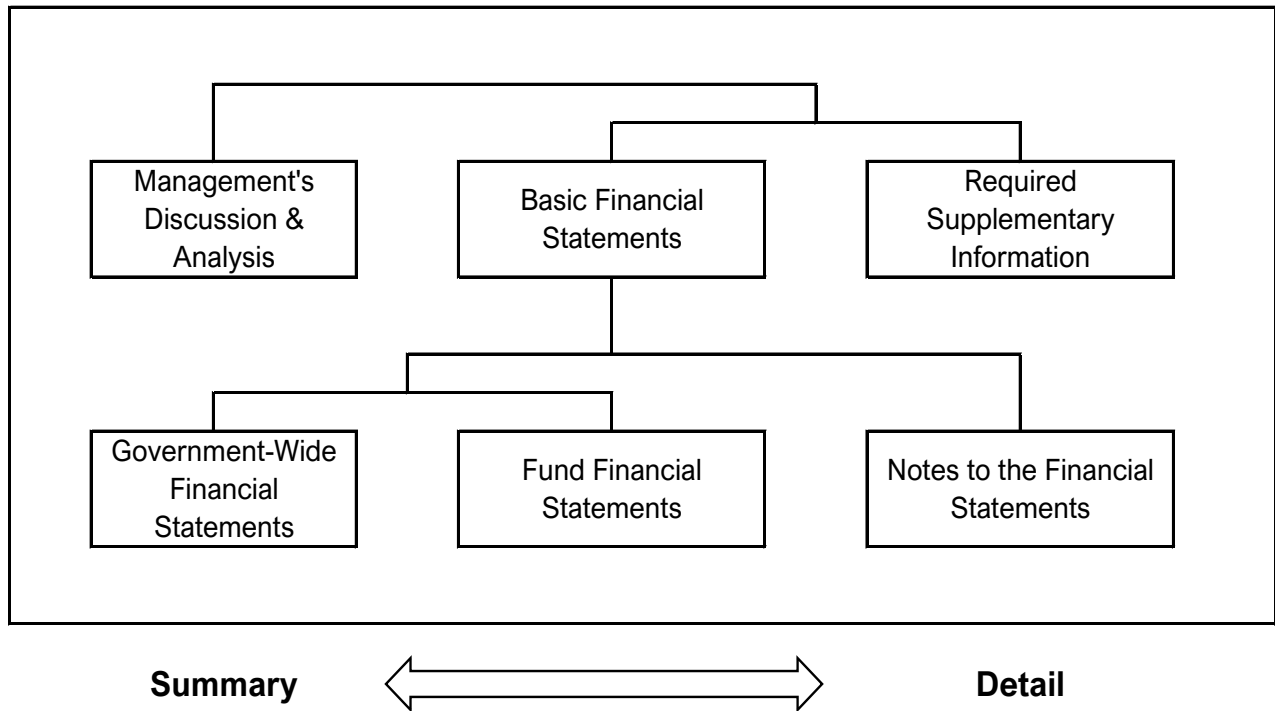 Management's
Discussion &
Analysis
Basic Financial
Statements
Required
Supplementary
Information
Government-Wide
Financial
Statements
Fund Financial
Statements
Notes to the Financial
Statements
Summary
Detail